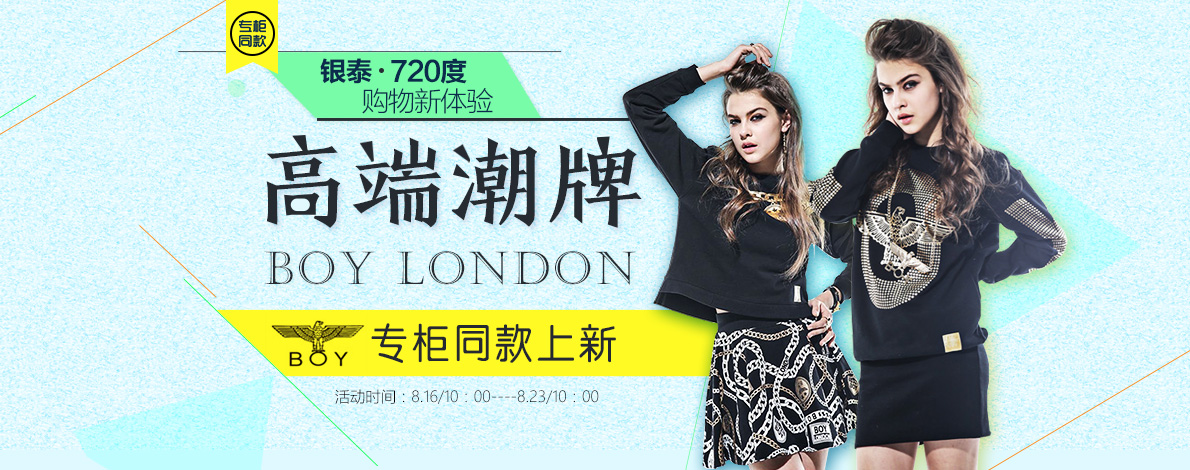 专柜
同款
银泰·720度
购物新体验
高端潮牌
BOY LONDON
BOY
专柜同款上新
活动时间：8.16/10：00----8.23/10：00
BOY
LONDON